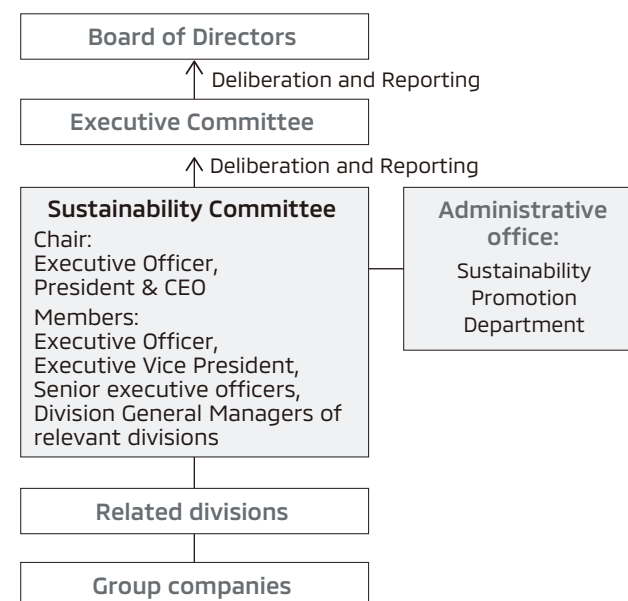 Board of Directors
Deliberation and Reporting
Executive Committee
Deliberation and Reporting
Sustainability Committee
Chair:
Executive Officer,
President & CEO
Members:
Executive Officer,
Executive Vice President,
Senior executive officers,
Division General Managers of
relevant divisions
Administrative
office:
Sustainability
Promotion
Department
Related divisions
Group companies